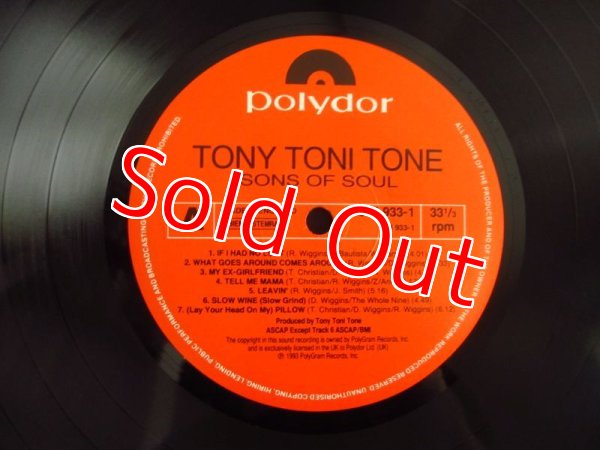 polydor
TONY TONI TONE
SONS OF SOUL
933-1
33 1/3
rpm
933-1
1. IF I HAD NO
2. WHAT GOES AROUND COMES
3. MY EX-GIRLFRIEND (T. Christian/
4. TELL ME MAMA (T. Christian/R. Wiggins/
5. LEAVIN' (R. Wiggins/J. Smith) (5.16)
6. SLOW WINE (Slow Grind) (D. Wiggins/The Whole Nine) (4.49)
7. (Lay Your Head On My) PILLOW (T. Christian/D. Wiggins/R. Wiggins) (6.12)
Produced by Tony Toni Tone
ASCAP Except Track 6 ASCAP/BMI
The copyright in this sound recording is owned by PolyGram Records, Inc.
and is exclusively licensed in the UK to Polydor Ltd (UK)
℗ 1993 PolyGram Records, Inc.
ALL RIGHTS OF THE PRODUCER AND OF THE OWNER THE WORK REPRODUCED RESERVED. UNAUTHORISED COPYING, HIRING, LENDING, PUBLIC PERFORMANCE AND BROADCASTING PROHIBITED.
Sold Out